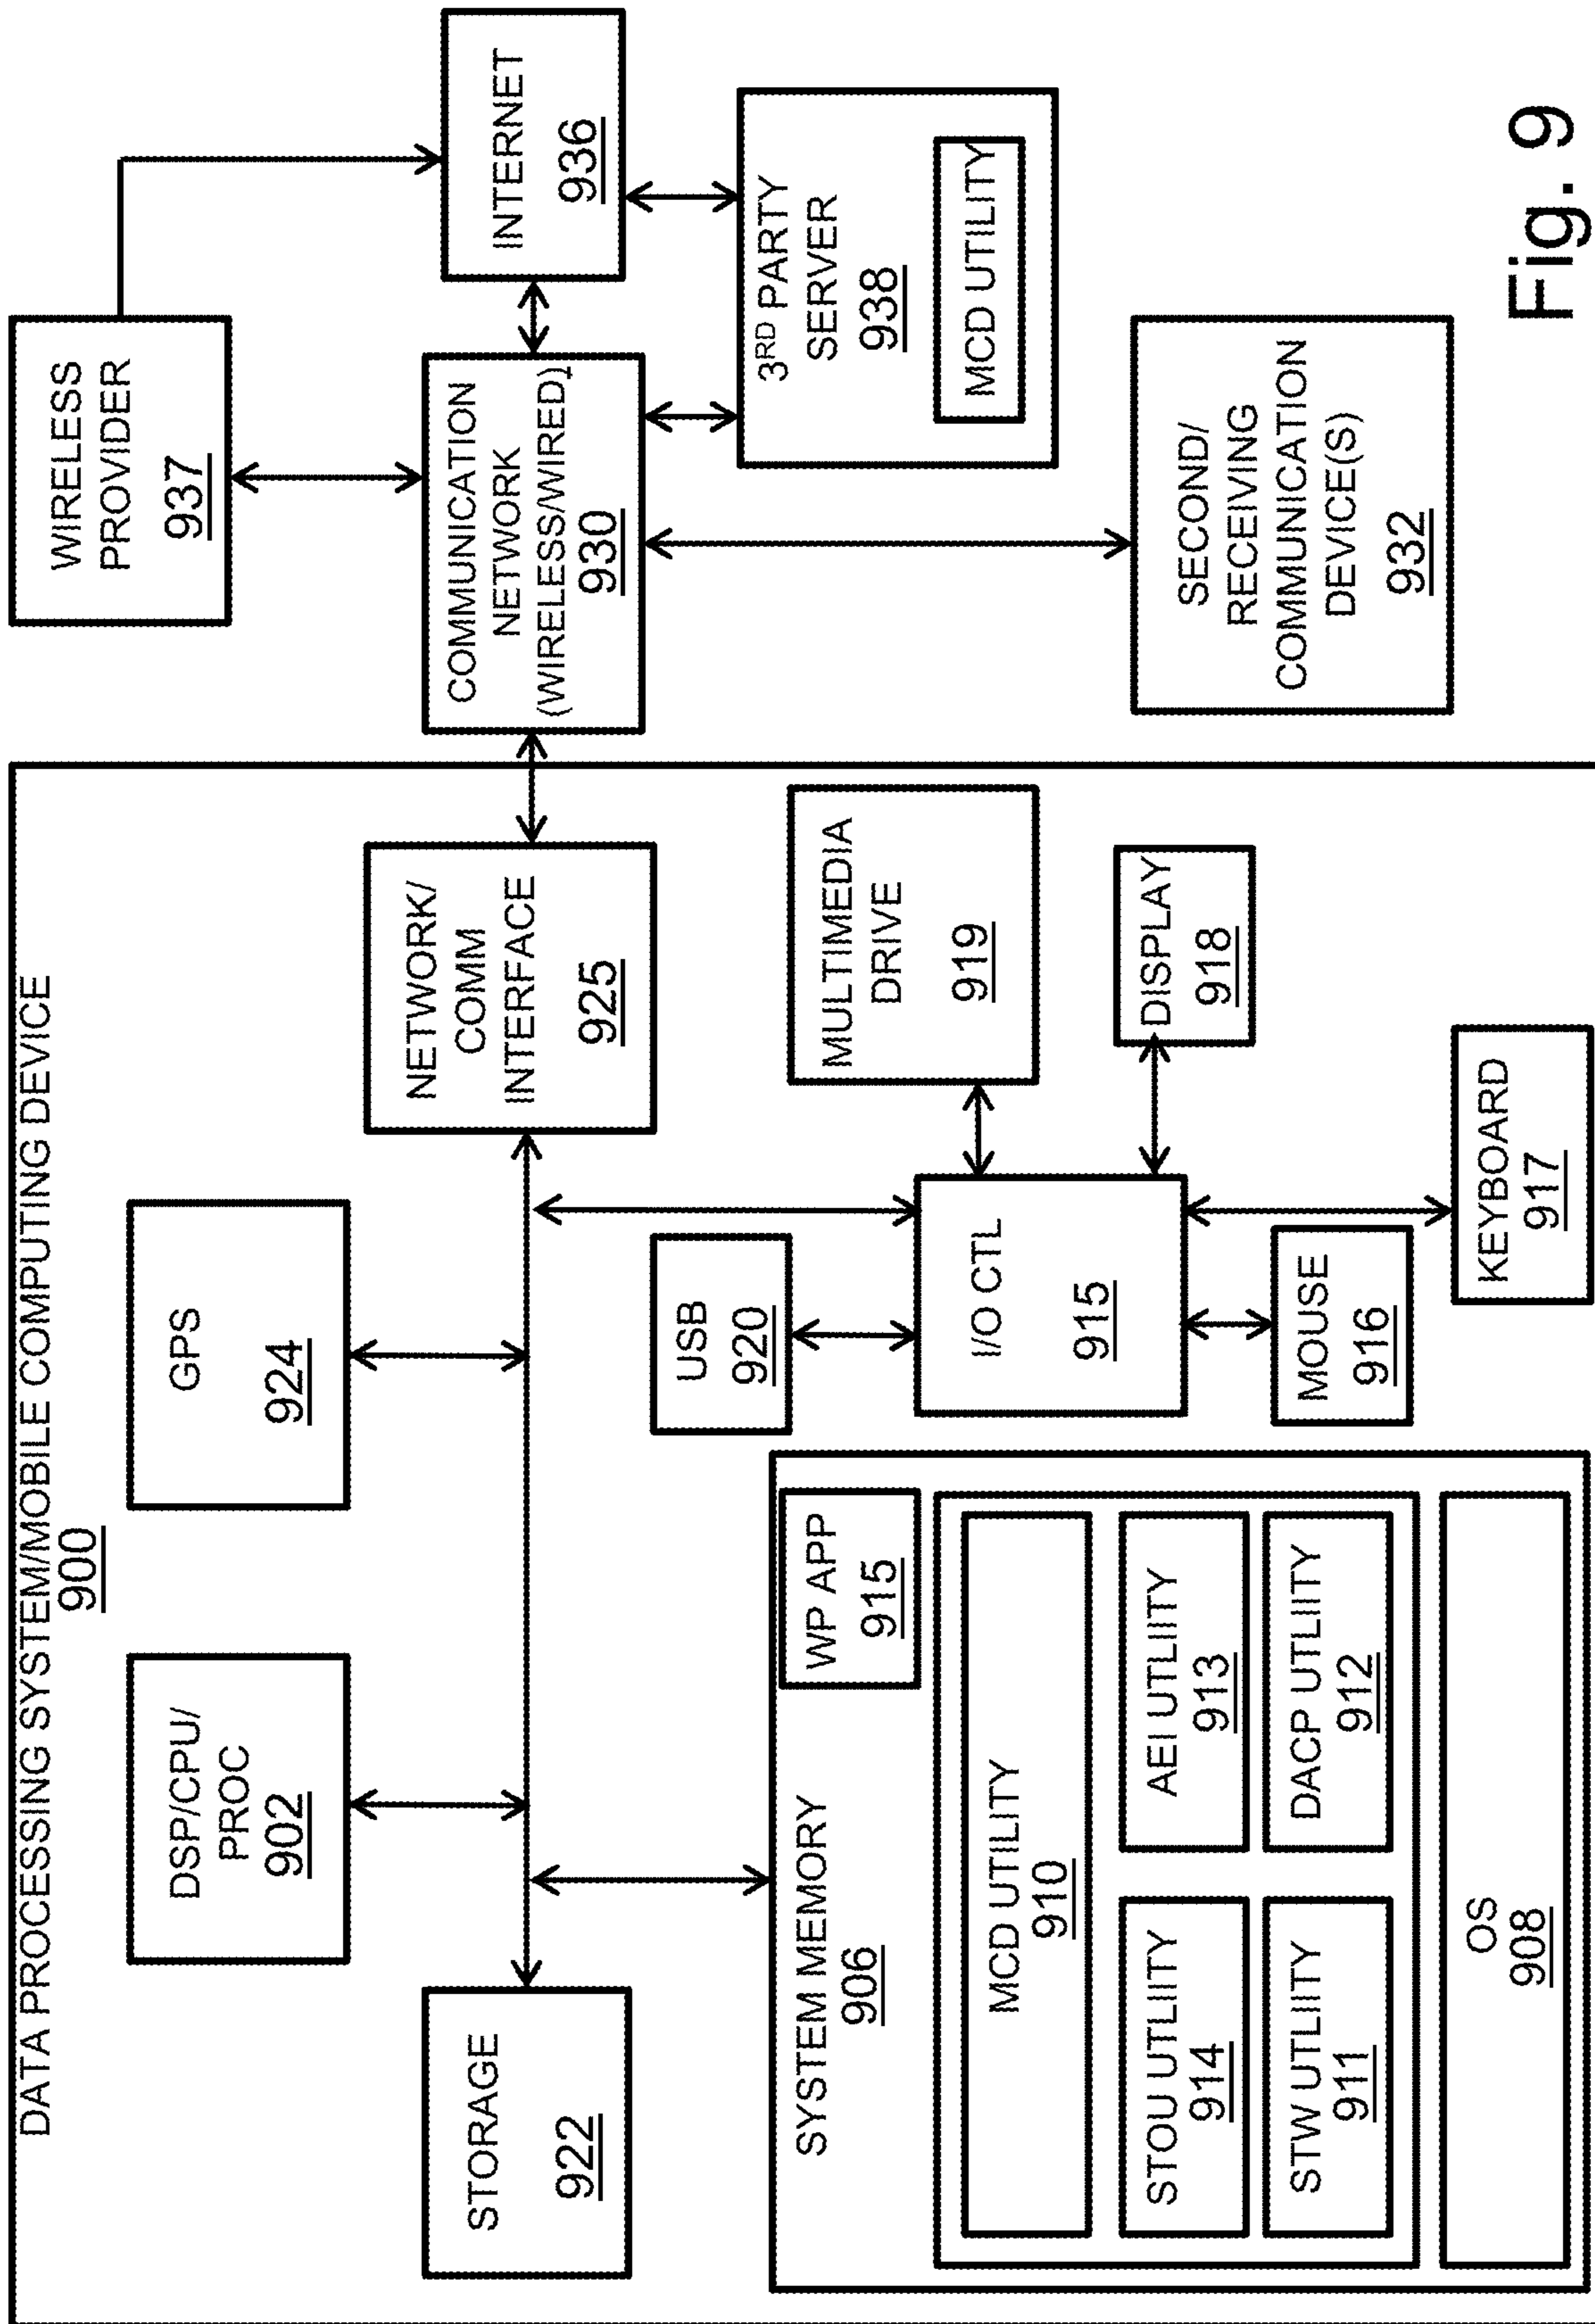 DATA PROCESSING SYSTEM/MOBILE COMPUTING DEVICE
900
STORAGE
922
DSP/CPU/
PROC
902
GPS
924
NETWORK/
COMM
INTERFACE
925
SYSTEM MEMORY
906
WP APP
915
MCD UTILITY
910
STOU UTLIITY
914
AEI UTLIITY
913
STW UTLIITY
911
DACP UTLIITY
912
OS
908
USB
920
I/O CTL
915
MOUSE
916
KEYBOARD
917
DISPLAY
918
MULTIMEDIA
DRIVE
919
WIRELESS
PROVIDER
937
COMMUNICATION
NETWORK
(WIRELESS/WIRED)
930
INTERNET
936
3RD PARTY
SERVER
938
MCD UTILITY
SECOND/
RECEIVING
COMMUNICATION
DEVICE(S)
932
Fig. 9